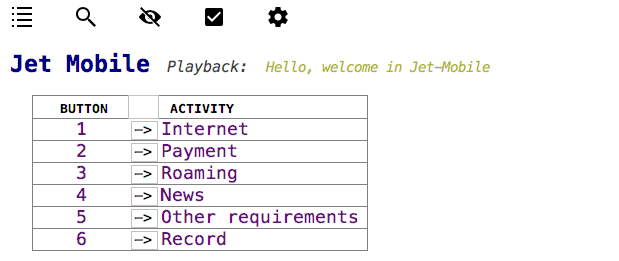 Jet Mobile Playback: Hello, welcome in Jet-Mobile
BUTTON ACTIVITY
1 —> Internet
2 —> Payment
3 —> Roaming
4 —> News
5 —> Other requirements
6 —> Record